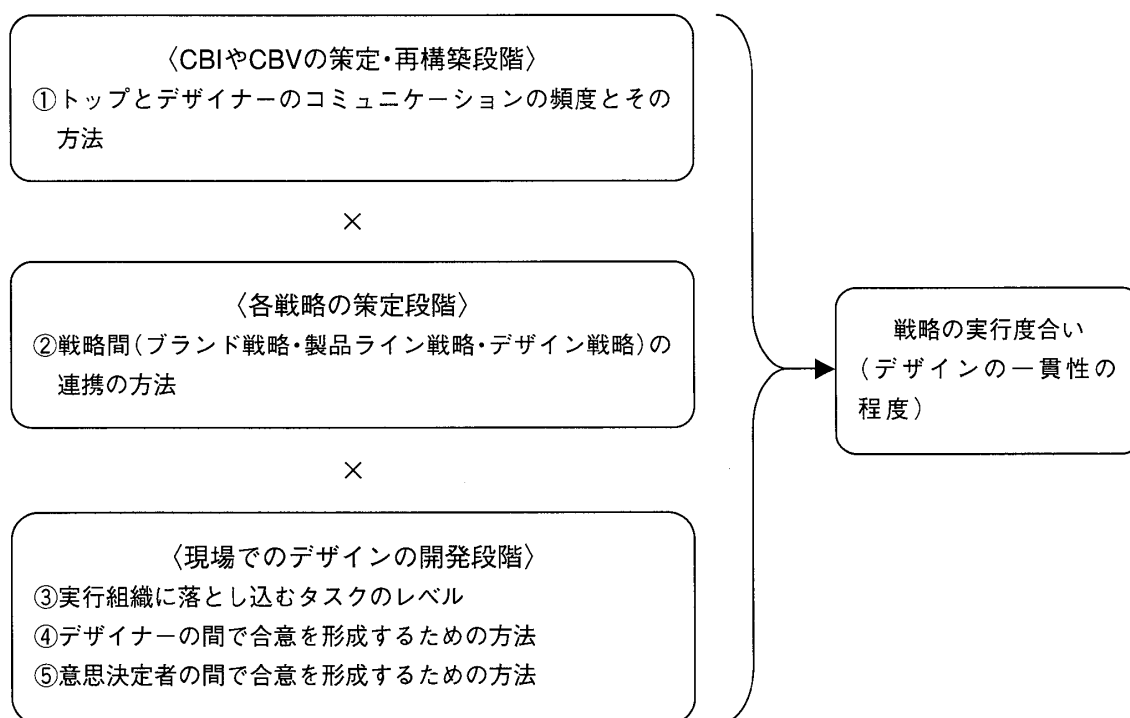 〈CBIやCBVの策定・再構築段階〉
①トップとデザイナーのコミュニケーションの頻度とその
方法
×
〈各戦略の策定段階〉
②戦略間(ブランド戦略・製品ライン戦略・デザイン戦略)の
連携の方法
×
〈現場でのデザインの開発段階〉
③実行組織に落とし込むタスクのレベル
④デザイナーの間で合意を形成するための方法
⑤意思決定者の間で合意を形成するための方法
戦略の実行度合い
(デザインの一貫性の
程度)